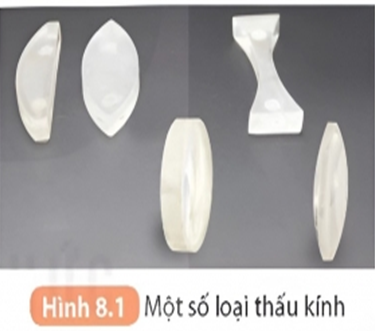 Hình 8.1 Một số loại thấu kính